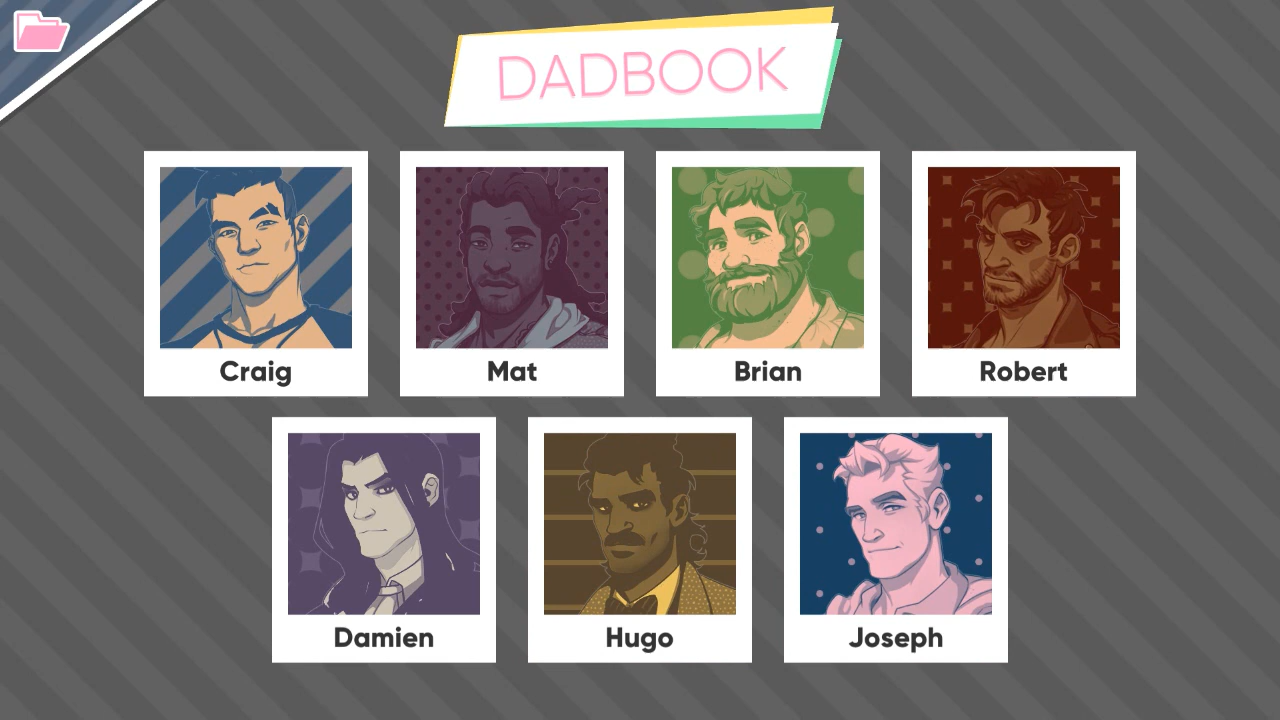 DADBOOK
Craig
Mat
Brian
Robert
Damien
Hugo
Joseph